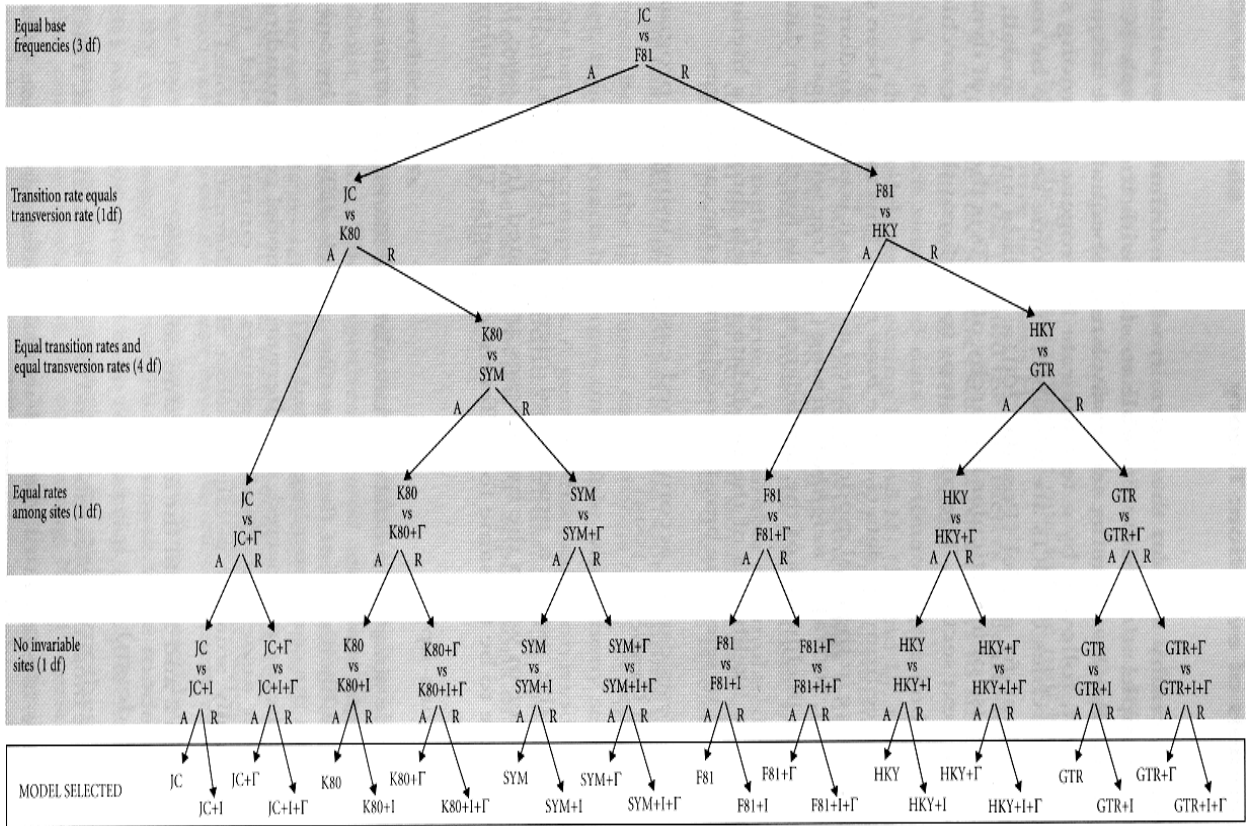 Equal base
frequencies (3 df)
JC
vs
F81
A R
Transition rate equals
transversion rate (1df)
JC
vs
K80
A R
F81
vs
HKY
A R
Equal transition rates and
equal transversion rates (4 df)
K80
vs
SYM
A R
HKY
vs
GTR
A R
Equal rates
among sites (1 df)
JC
vs
JC+Γ
A R
K80
vs
K80+Γ
A R
SYM
vs
SYM+Γ
A R
F81
vs
F81+Γ
A R
HKY
vs
HKY+Γ
A R
GTR
vs
GTR+Γ
A R
No invariable
sites (1 df)
JC
vs
JC+I
A R
JC+Γ
vs
JC+I+Γ
A R
K80
vs
K80+I
A R
K80+Γ
vs
K80+I+Γ
A R
SYM
vs
SYM+I
A R
SYM+Γ
vs
SYM+I+Γ
A R
F81
vs
F81+I
A R
F81+Γ
vs
F81+I+Γ
A R
HKY
vs
HKY+I
A R
HKY+Γ
vs
HKY+I+Γ
A R
GTR
vs
GTR+I
A R
GTR+Γ
vs
GTR+I+Γ
A R
MODEL SELECTED
JC
JC+I
JC+Γ
JC+I+Γ
K80
K80+I
K80+Γ
K80+I+Γ
SYM
SYM+I
SYM+Γ
SYM+I+Γ
F81
F81+I
F81+Γ
F81+I+Γ
HKY
HKY+I
HKY+Γ
HKY+I+Γ
GTR
GTR+I
GTR+Γ
GTR+I+Γ